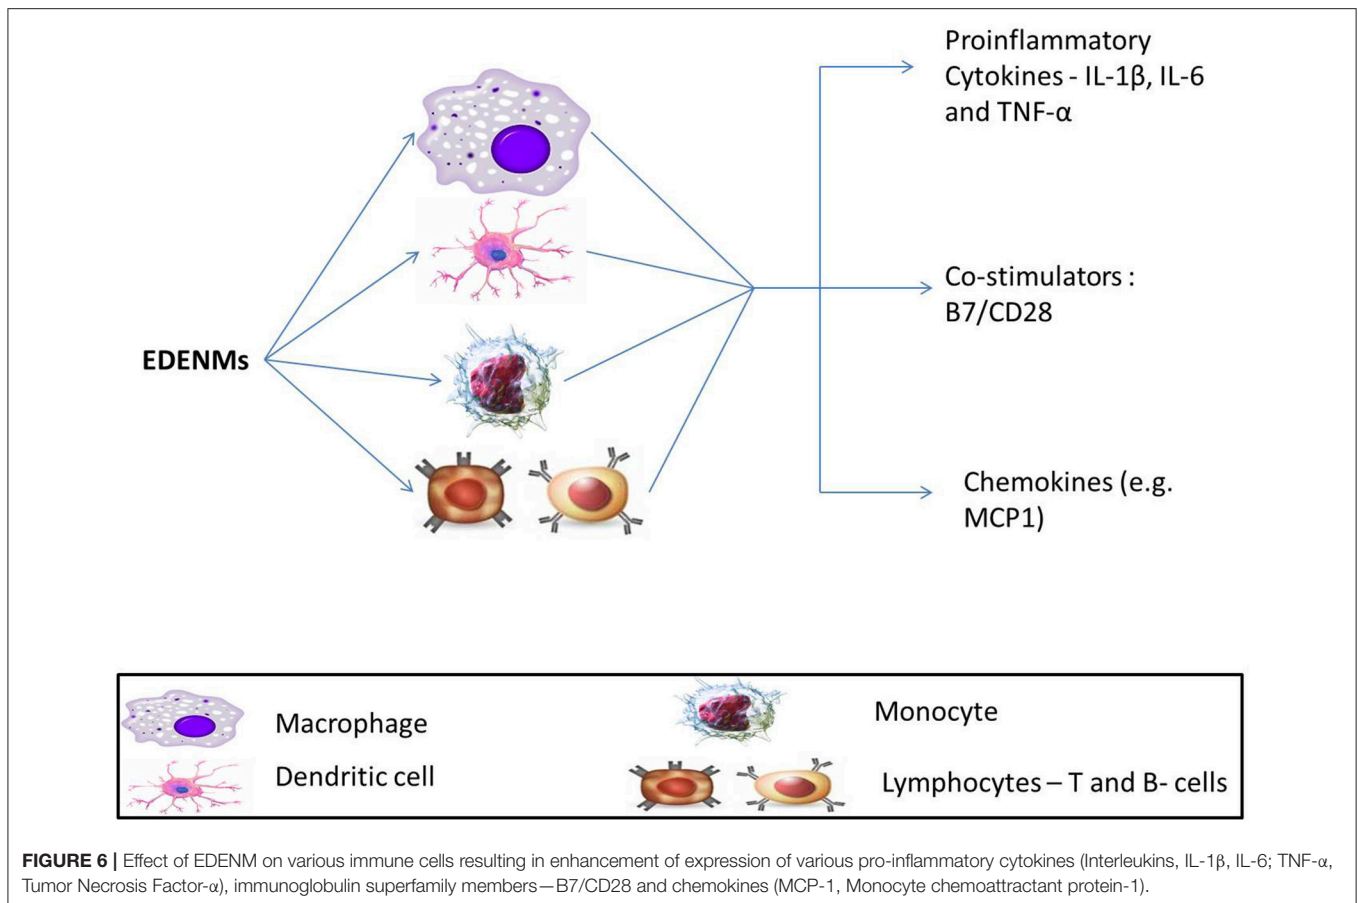 Proinflammatory
Cytokines - IL-1β, IL-6
and TNF-α
Co-stimulators :
B7/CD28
EDENMs
Chemokines (e.g.
MCP1)
Macrophage
Monocyte
Dendritic cell
Lymphocytes – T and B- cells
FIGURE 6 | Effect of EDENM on various immune cells resulting in enhancement of expression of various pro-inflammatory cytokines (Interleukins, IL-1β, IL-6; TNF-α,
Tumor Necrosis Factor-α), immunoglobulin superfamily members—B7/CD28 and chemokines (MCP-1, Monocyte chemoattractant protein-1).